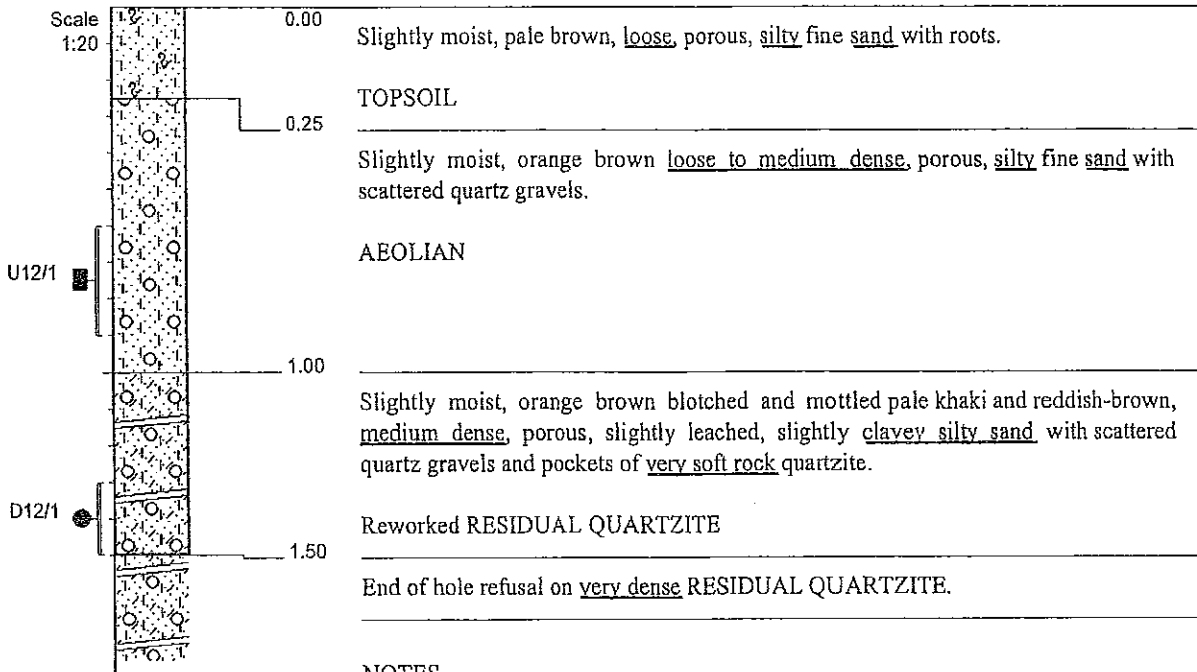 Scale
1:20
0.00
Slightly moist, pale brown, loose, porous, silty fine sand with roots.
TOPSOIL
0.25
Slightly moist, orange brown loose to medium dense, porous, silty fine sand with
scattered quartz gravels.
AEOLIAN
U12/1
1.00
Slightly moist, orange brown blotched and mottled pale khaki and reddish-brown,
medium dense, porous, slightly leached, slightly clayey silty sand with scattered
quartz gravels and pockets of very soft rock quartzite.
D12/1
Reworked RESIDUAL QUARTZITE
1.50
End of hole refusal on very dense RESIDUAL QUARTZITE.
NOTES